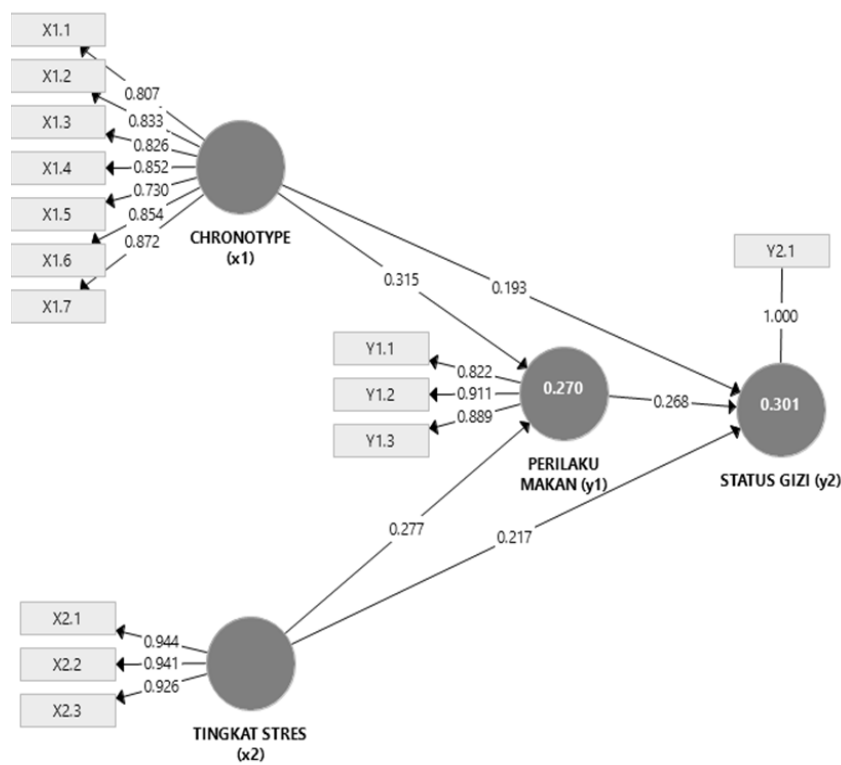 X1.1
X1.2
X1.3
X1.4
X1.5
X1.6
X1.7
0.807
0.833
0.826
0.852
0.730
0.854
0.872
CHRONOTYPE
(x1)
0.315
0.193
Y2.1
1.000
Y1.1
Y1.2
Y1.3
0.822
0.911
0.889
0.270
PERILAKU
MAKAN (y1)
0.268
0.301
STATUS GIZI (y2)
0.277
0.217
X2.1
X2.2
X2.3
0.944
0.941
0.926
TINGKAT STRES
(x2)